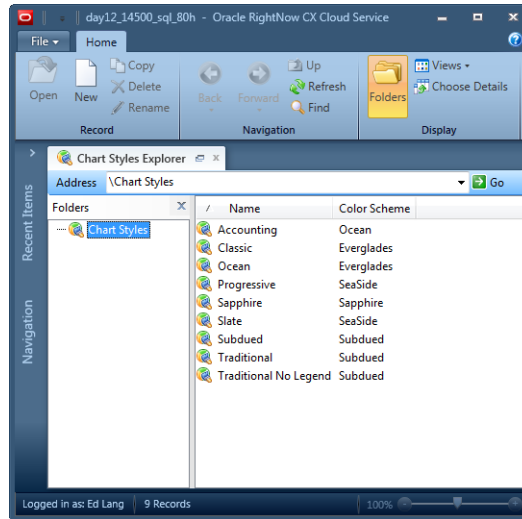 day12_14500_sql_80h - Oracle RightNow CX Cloud Service
File Home
Open New Copy Delete Rename
Record
Back Forward Up Refresh Find
Navigation
Folders Views Choose Details
Display
Chart Styles Explorer
Address \Chart Styles Go
Recent Items
Navigation
Folders
Chart Styles
Name Color Scheme
Accounting Ocean
Classic Everglades
Ocean Everglades
Progressive SeaSide
Sapphire Sapphire
Slate SeaSide
Subdued Subdued
Traditional Subdued
Traditional No Legend Subdued
Logged in as: Ed Lang 9 Records 100%